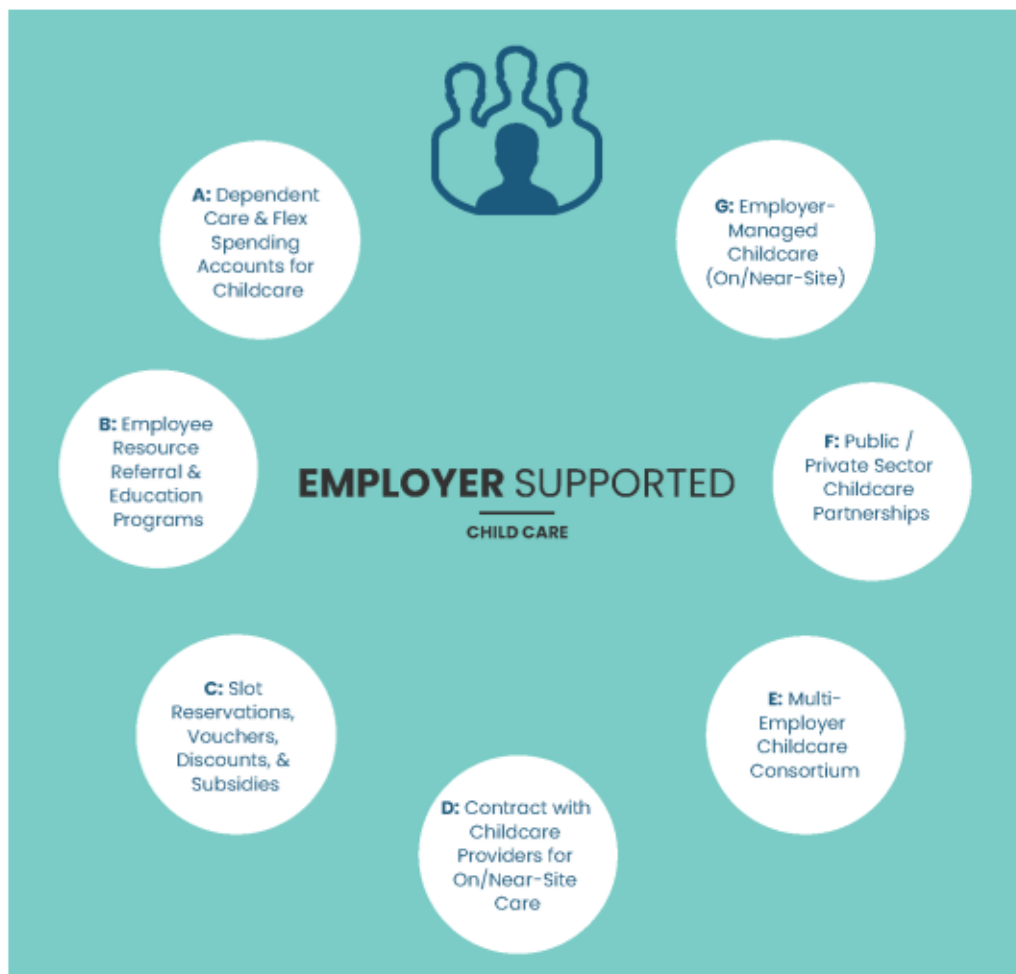 A: Dependent
Care & Flex
Spending
Accounts for
Childcare
G: Employer-
Managed
Childcare
(On/Near-Site)
B: Employee
Resource
Referral &
Education
Programs
EMPLOYER SUPPORTED
CHILD CARE
F: Public /
Private Sector
Childcare
Partnerships
C: Slot
Reservations,
Vouchers,
Discounts, &
Subsidies
E: Multi-
Employer
Childcare
Consortium
D: Contract with
Childcare
Providers for
On/Near-Site
Care